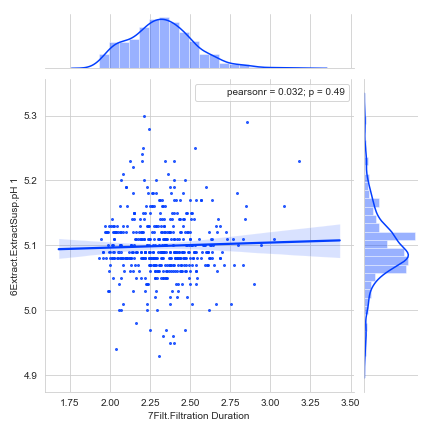 pearsonr = 0.032; p = 0.49
5.3
5.2
5.1
5.0
4.9
6Extract.ExtractSusp.pH 1
1.75 2.00 2.25 2.50 2.75 3.00 3.25 3.50
7Filt.Filtration Duration